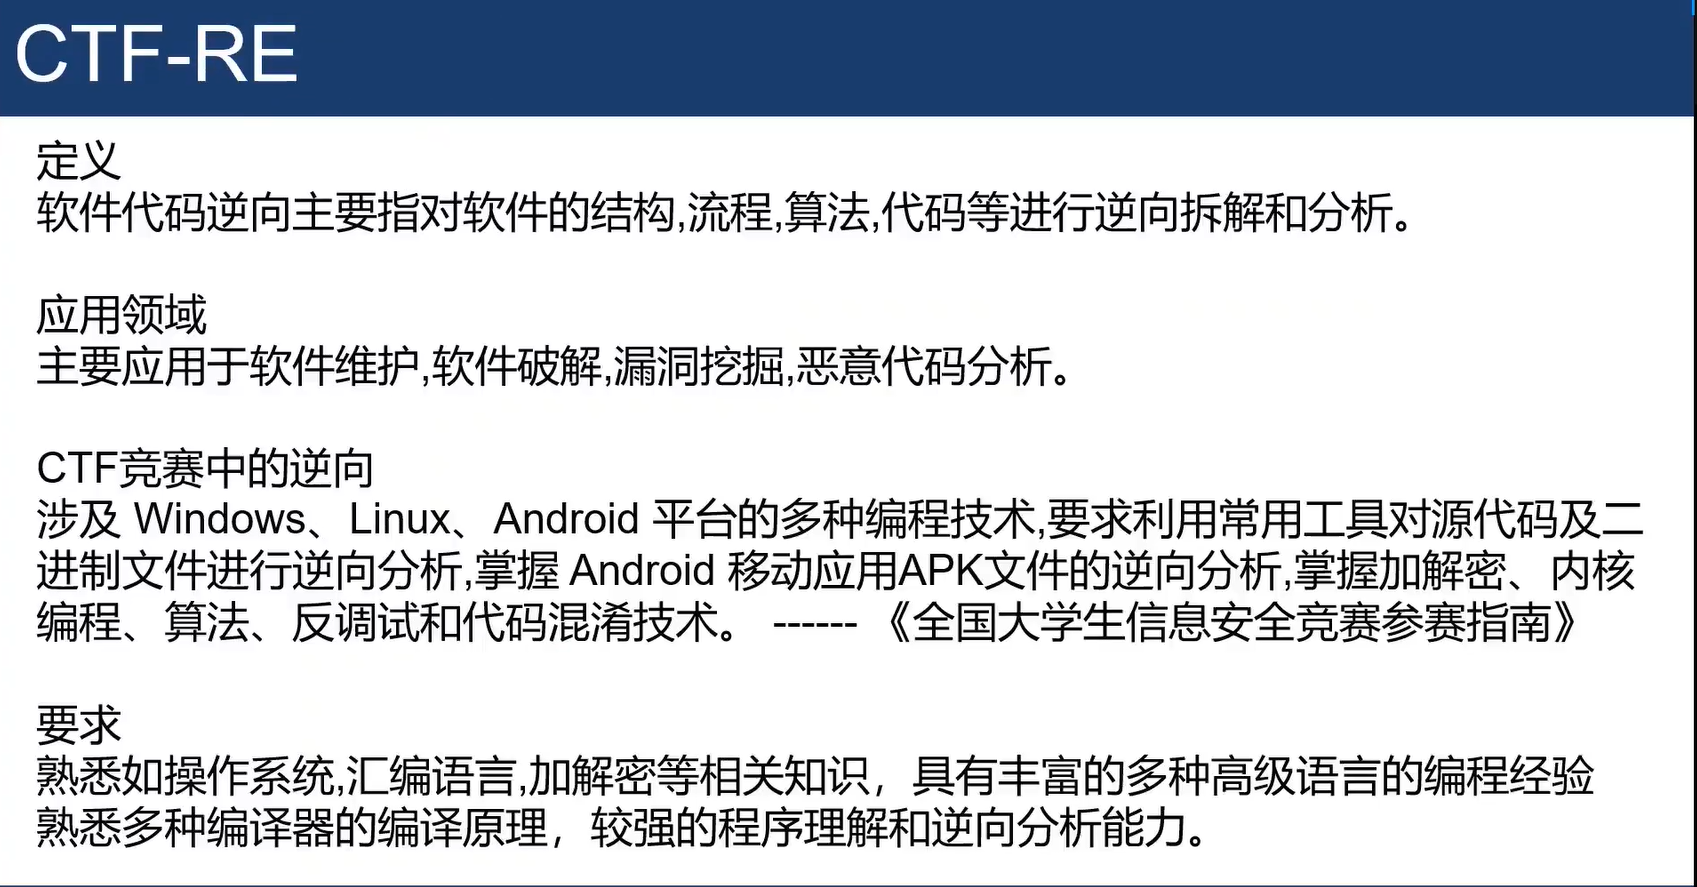 CTF-RE
定义
软件代码逆向主要指对软件的结构,流程,算法,代码等进行逆向拆解和分析。
应用领域
主要应用于软件维护,软件破解,漏洞挖掘,恶意代码分析。
CTF竞赛中的逆向
涉及 Windows、Linux、Android 平台的多种编程技术,要求利用常用工具对源代码及二
进制文件进行逆向分析,掌握 Android 移动应用APK文件的逆向分析,掌握加解密、内核
编程、算法、反调试和代码混淆技术。 ------ 《全国大学生信息安全竞赛参赛指南》
要求
熟悉如操作系统,汇编语言,加解密等相关知识，具有丰富的多种高级语言的编程经验
熟悉多种编译器的编译原理，较强的程序理解和逆向分析能力。